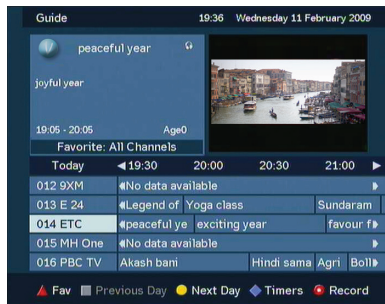 Guide 19:36 Wednesday 11 February 2009
peaceful year
joyful year
19:05 - 20:05 Age0
Favorite: All Channels
Today 19:30 20:00 20:30 21:00
012 9XM No data available
013 E 24 Legend of Yoga class Sundaram
014 ETC peaceful ye exciting year favour f
015 MH One No data available
016 PBC TV Akash bani Hindi sama Agri Boll
Fav Previous Day Next Day Timers Record